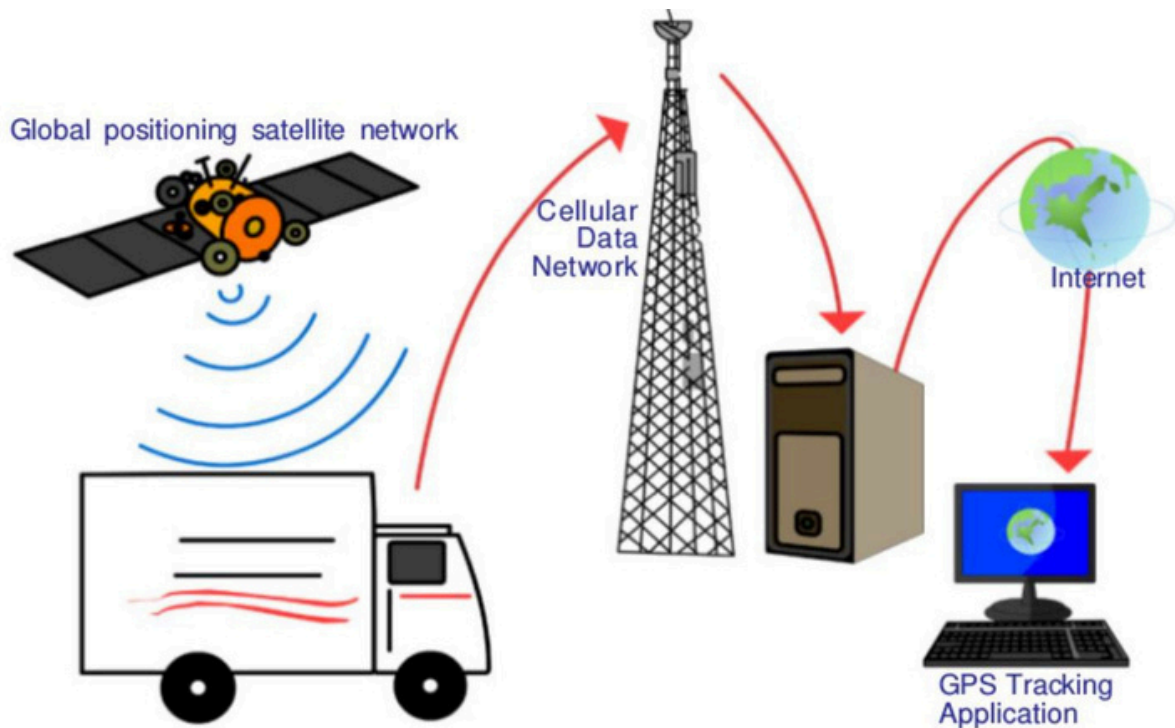 Global positioning satellite network
Cellular
Data
Network
Internet
GPS Tracking
Application